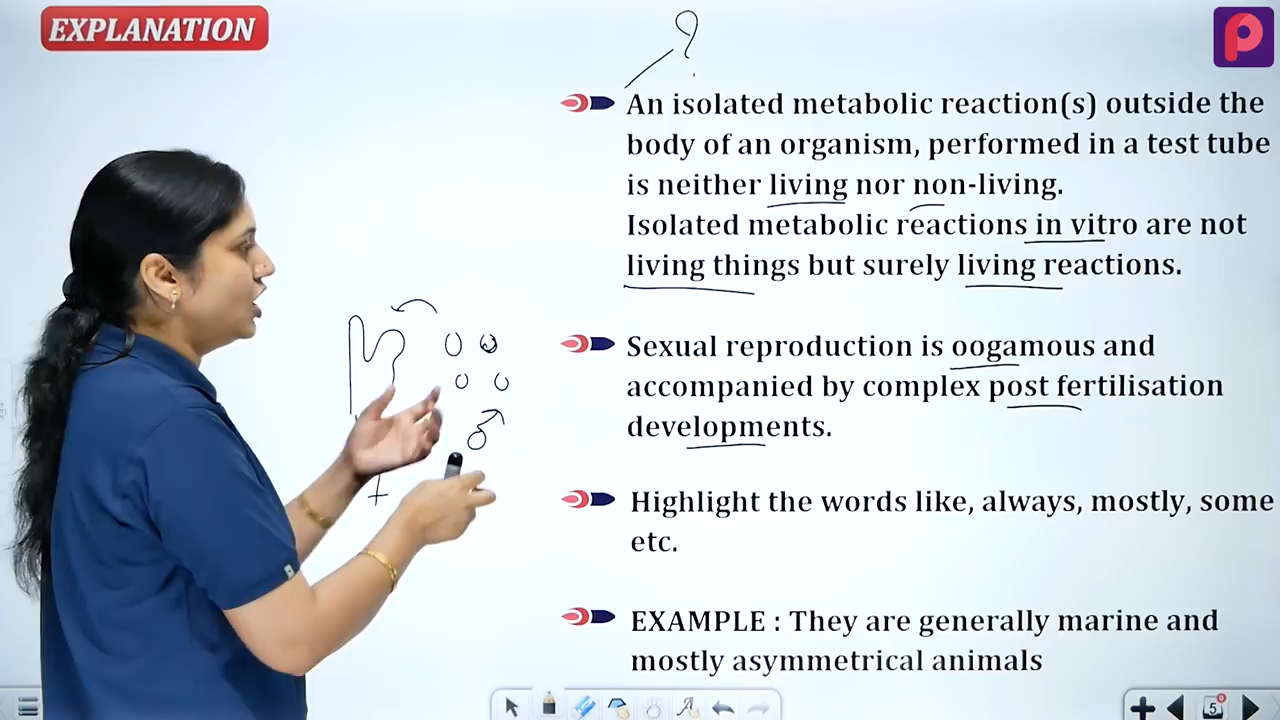 EXPLANATION
?
An isolated metabolic reaction(s) outside the
body of an organism, performed in a test tube
is neither living nor non-living.
Isolated metabolic reactions in vitro are not
living things but surely living reactions.
Sexual reproduction is oogamous and
accompanied by complex post fertilisation
developments.
Highlight the words like, always, mostly, some
etc.
EXAMPLE : They are generally marine and
mostly asymmetrical animals
5